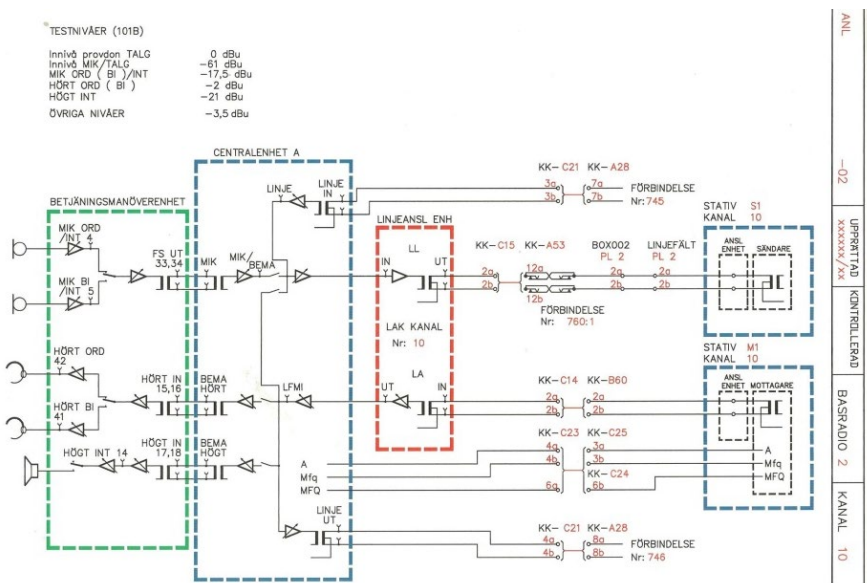 TESTNIVÅER (101B)
Innivå provdon TALG 0 dBu
Innivå MIK/TALG -61 dBu
MIK ORD ( BI )/INT -17,5 dBu
HÖRT ORD ( BI ) -2 dBu
HÖGT INT -21 dBu
ÖVRIGA NIVÅER -3,5 dBu
CENTRALENHET A
BETJÄNINGSMANÖVERENHET
LINJE
LINJE IN
KK- C21 KK-A28
3a 7a
3b 7b
FÖRBINDELSE
Nr: 745
MIK ORD
/INT 4
MIK BI
/INT 5
FS UT
33,34
MIK
MIK/
BEMA
LINJEANSL ENH
LL
IN UT
LAK KANAL
Nr: 10
LA
UT IN
KK-C15 KK-A53
2a 12a
2b 12b
BOX002
PL 2
2a
2b
LINJEFÄLT
PL 2
2a
2b
FÖRBINDELSE
Nr: 760:1
STATIV S1
KANAL 10
ANSL
ENHET
SÄNDARE
HÖRT ORD
42
HÖRT BI
41
HÖRT IN
15,16
BEMA
HÖRT
LFMI
KK-C14 KK-B60
2a 2a
2b 2b
STATIV M1
KANAL 10
ANSL
ENHET
MOTTAGARE
HÖGT INT 14
HÖGT IN
17,18
BEMA
HÖGT
A
Mfq
MFQ
KK-C23 KK-C25
4a 3a
4b 3b
KK-C24
6a 6b
A
Mfq
MFQ
LINJE
UT
KK- C21 KK-A28
4a 8a
4b 8b
FÖRBINDELSE
Nr: 746
ANL
-02
UPPRÄTTAD
xxxxxx/xx
KONTROLLERAD
BASRADIO 2
KANAL 10